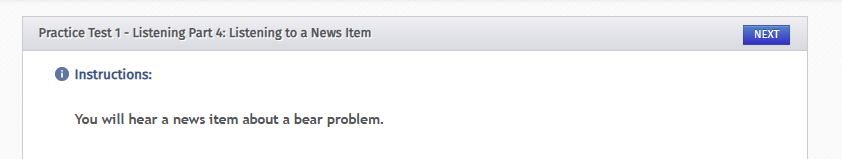 Practice Test 1 - Listening Part 4: Listening to a News Item
NEXT
Instructions:
You will hear a news item about a bear problem.